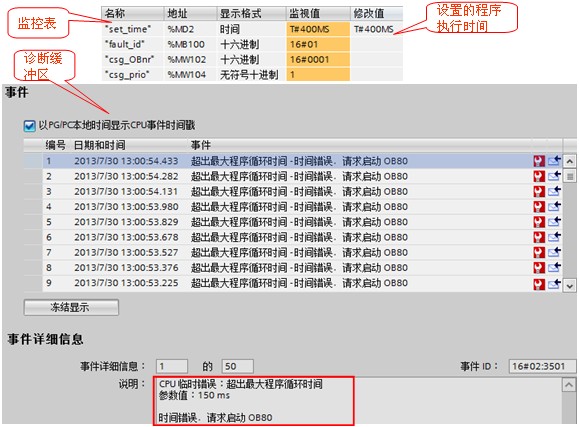 监控表
设置的程序
执行时间
名称 地址 显示格式 监视值 修改值
"set_time" %MD2 时间 T#400MS T#400MS
"fault_id" %MB100 十六进制 16#01
"csg_OBnr" %MW102 十六进制 16#0001
"csg_prio" %MW104 无符号十进制 1
诊断缓
冲区
事件
以PG/PC本地时间显示CPU事件时间戳
编号 日期和时间 事件
1 2013/7/30 13:00:54.433 超出最大程序循环时间 -时间错误．请求启动 OB80
2 2013/7/30 13:00:54.282 超出最大程序循环时间 -时间错误．请求启动 OB80
3 2013/7/30 13:00:54.131 超出最大程序循环时间 -时间错误．请求启动 OB80
4 2013/7/30 13:00:53.980 超出最大程序循环时间 -时间错误．请求启动 OB80
5 2013/7/30 13:00:53.829 超出最大程序循环时间 -时间错误．请求启动 OB80
6 2013/7/30 13:00:53.678 超出最大程序循环时间 -时间错误．请求启动 OB80
7 2013/7/30 13:00:53.527 超出最大程序循环时间 -时间错误．请求启动 OB80
8 2013/7/30 13:00:53.376 超出最大程序循环时间 -时间错误．请求启动 OB80
9 2013/7/30 13:00:53.225 超出最大程序循环时间 -时间错误．请求启动 OB80
冻结显示
事件详细信息
事件详细信息： 1 的 50 事件 ID： 16#02:3501
说明： CPU 临时错误：超出最大程序循环时间
参数值：150 ms
时间错误．请求启动 OB80